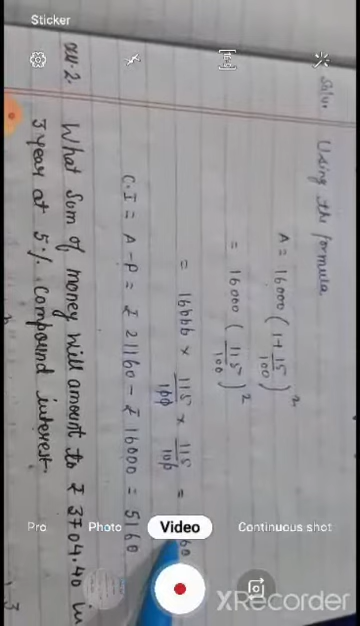 Sticker
Soln. Using the formula
A = 16000 (1 + 15/100)²
= 16000 (115/100)²
= 16000 × 115/100 × 115/100 =
C.I = A - P = ₹ 21160 - ₹ 16000 = 5160
What sum of money will amount to ₹ 3704.40 in
3 year at 5% compound interest.
Pro
Photo
Video
Continuous shot
XRecorder